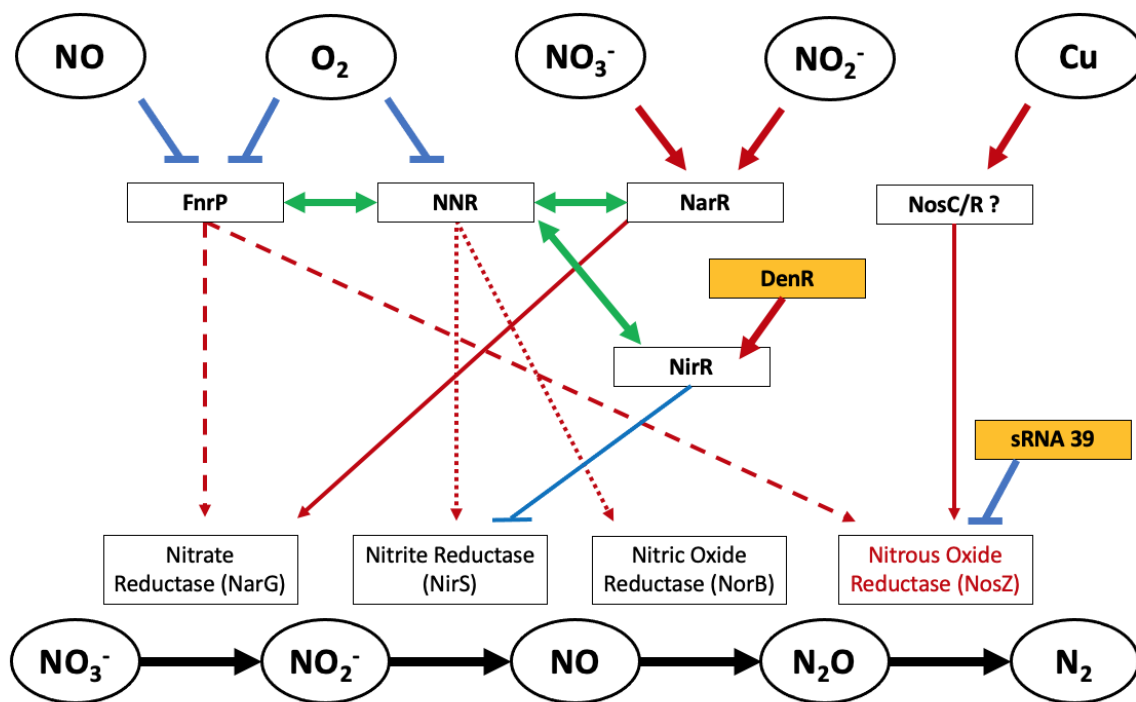 NO
O₂
NO₃⁻
NO₂⁻
Cu
FnrP
NNR
NarR
NosC/R ?
DenR
NirR
sRNA 39
Nitrate
Reductase (NarG)
Nitrite Reductase
(NirS)
Nitric Oxide
Reductase (NorB)
Nitrous Oxide
Reductase (NosZ)
NO₃⁻
NO₂⁻
NO
N₂O
N₂